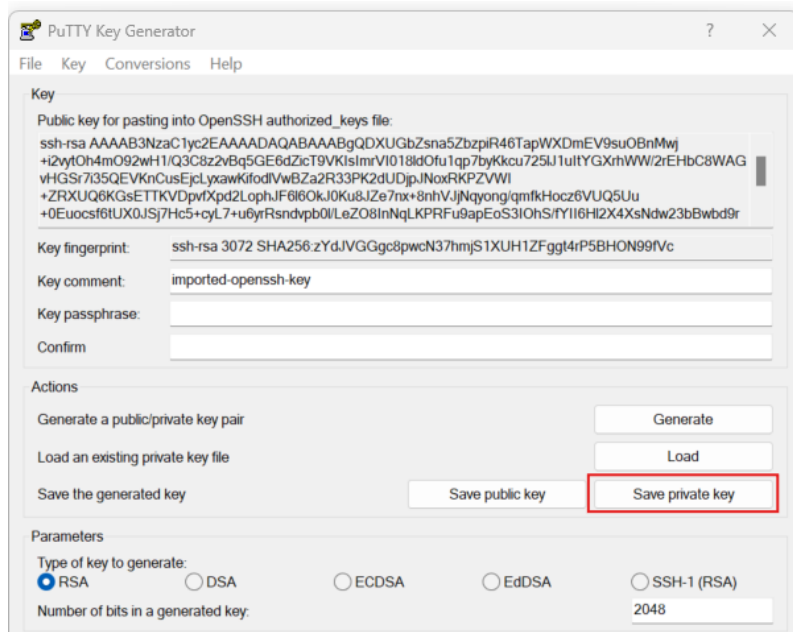 PuTTY Key Generator
File Key Conversions Help
Key
Public key for pasting into OpenSSH authorized_keys file:
ssh-rsa AAAAB3NzaC1yc2EAAAADAQABAAABgQDXUGbZsna5ZbzpiR46TapWXDmEV9suOBnMwj
+i2vytOh4mO92wH1/Q3C8z2vBq5GE6dZicT9VKIsImrVI018ldOfu1qp7byKkcu725lJ1uItYGXrhWW/2rEHbC8WAG
vHGSr7i35QEVKnCusEjcLyxawKifodlVwBZa2R33PK2dUDjpJNoxRKPZVWI
+ZRXUQ6KGsETTKVDpvfXpd2LophJF6l6OkJ0Ku8JZe7nx+8nhVJjNqyong/qmfkHocz6VUQ5Uu
+0Euocsf6tUX0JSj7Hc5+cyL7+u6yrRsndvpb0l/LeZO8InNqLKPRFu9apEoS3IOhS/fYII6Hl2X4XsNdw23bBwbd9r
Key fingerprint: ssh-rsa 3072 SHA256:zYdJVGGgc8pwcN37hmjS1XUH1ZFggt4rP5BHON99fVc
Key comment: imported-openssh-key
Key passphrase:
Confirm
Actions
Generate a public/private key pair Generate
Load an existing private key file Load
Save the generated key Save public key Save private key
Parameters
Type of key to generate:
RSA DSA ECDSA EdDSA SSH-1 (RSA)
Number of bits in a generated key: 2048